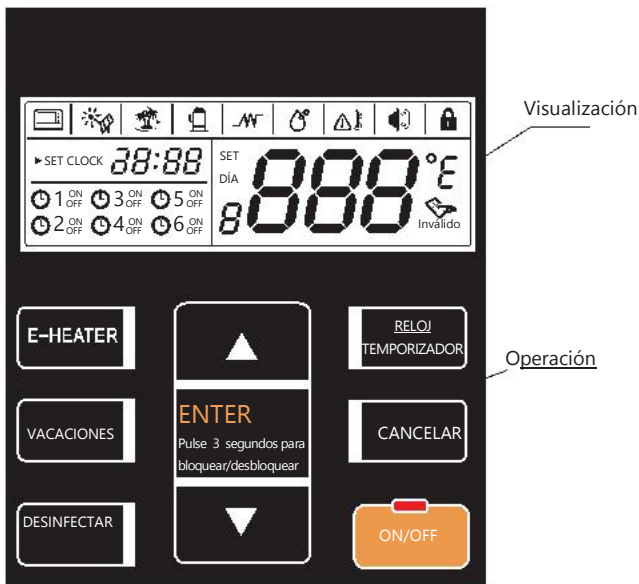 Visualización
SET CLOCK 38:88
SET
DÍA
8
888
°E
Inválido
1 ON OFF 3 ON OFF 5 ON OFF
2 ON OFF 4 ON OFF 6 ON OFF
E-HEATER
RELOJ
TEMPORIZADOR
Operación
VACACIONES
ENTER
Pulse 3 segundos para
bloquear/desbloquear
CANCELAR
DESINFECTAR
ON/OFF